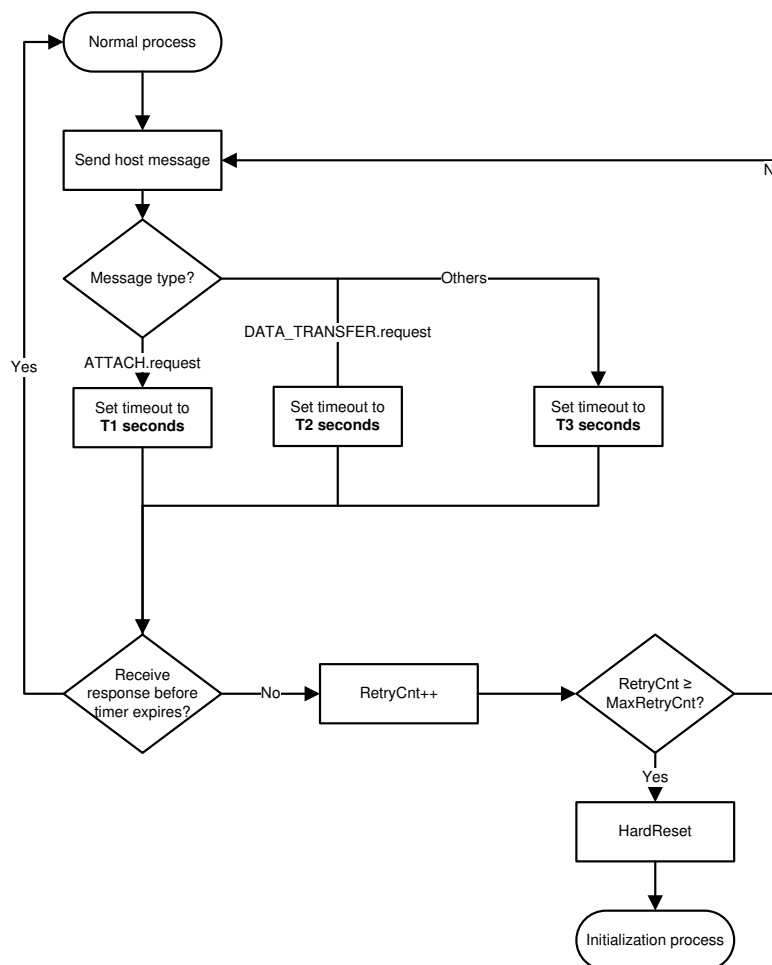 Normal process
Send host message
N
Message type?
Others
DATA_TRANSFER.request
ATTACH.request
Yes
Set timeout to
T1 seconds
Set timeout to
T2 seconds
Set timeout to
T3 seconds
Receive
response before
timer expires?
No
RetryCnt++
RetryCnt ≥
MaxRetryCnt?
Yes
HardReset
Initialization process